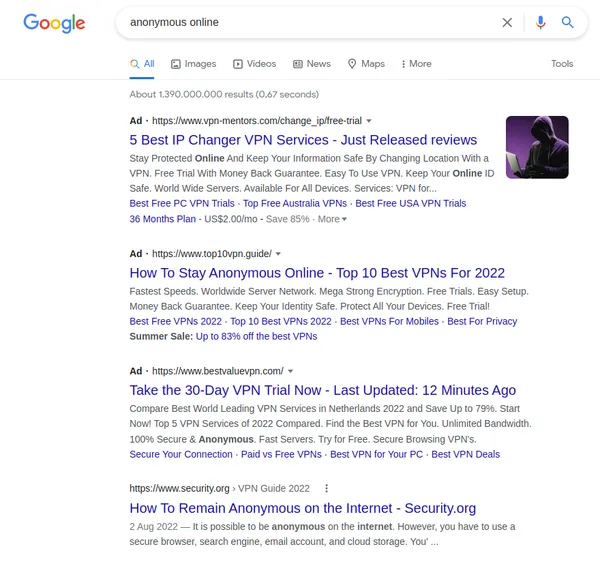 Google
anonymous online
All Images Videos News Maps More Tools
About 1.390.000.000 results (0,67 seconds)
Ad · https://www.vpn-mentors.com/change_ip/free-trial
5 Best IP Changer VPN Services - Just Released reviews
Stay Protected Online And Keep Your Information Safe By Changing Location With a
VPN. Free Trial With Money Back Guarantee. Easy To Use VPN. Keep Your Online ID
Safe. World Wide Servers. Available For All Devices. Services: VPN for...
Best Free PC VPN Trials · Top Free Australia VPNs · Best Free USA VPN Trials
36 Months Plan - US$2.00/mo - Save 85% · More
Ad · https://www.top10vpn.guide/
How To Stay Anonymous Online - Top 10 Best VPNs For 2022
Fastest Speeds. Worldwide Server Network. Mega Strong Encryption. Free Trials. Easy Setup.
Money Back Guarantee. Keep Your Identity Safe. Protect All Your Devices. Free Trial!
Best Free VPNs 2022 · Top 10 Best VPNs 2022 · Best VPNs For Mobiles · Best For Privacy
Summer Sale: Up to 83% off the best VPNs
Ad · https://www.bestvaluevpn.com/
Take the 30-Day VPN Trial Now - Last Updated: 12 Minutes Ago
Compare Best World Leading VPN Services in Netherlands 2022 and Save Up to 79%. Start
Now! Top 5 VPN Services of 2022 Compared. Find the Best VPN for You. Unlimited Bandwidth.
100% Secure & Anonymous. Fast Servers. Try for Free. Secure Browsing VPN's.
Secure Your Connection · Paid vs Free VPNs · Best VPN for Your PC · Best VPN Deals
https://www.security.org › VPN Guide 2022
How To Remain Anonymous on the Internet - Security.org
2 Aug 2022 — It is possible to be anonymous on the internet. However, you have to use a
secure browser, search engine, email account, and cloud storage. You' ...